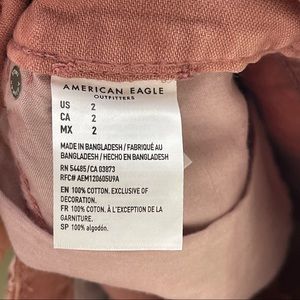 AMERICAN EAGLE
OUTFITTERS
US 2
CA 2
MX 2
MADE IN BANGLADESH / FABRIQUÉ AU
BANGLADESH / HECHO EN BANGLADESH
RN 54485/CA 03873
RFC# AEM120605U9A
EN 100% COTTON. EXCLUSIVE OF
DECORATION.
FR 100% COTON. À L'EXCEPTION DE LA
GARNITURE.
SP 100% algodón.